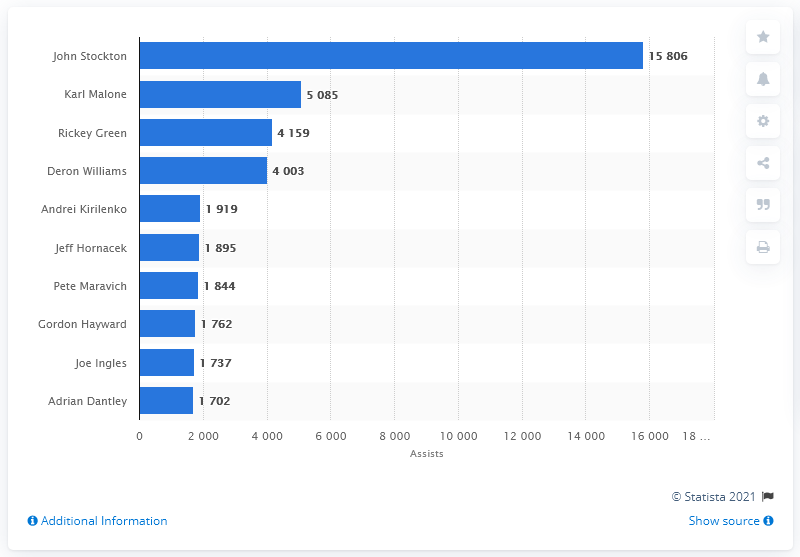 John Stockton 15 806
Karl Malone 5 085
Rickey Green 4 159
Deron Williams 4 003
Andrei Kirilenko 1 919
Jeff Hornacek 1 895
Pete Maravich 1 844
Gordon Hayward 1 762
Joe Ingles 1 737
Adrian Dantley 1 702
0 2 000 4 000 6 000 8 000 10 000 12 000 14 000 16 000 18 ...
Assists
© Statista 2021
Additional Information Show source